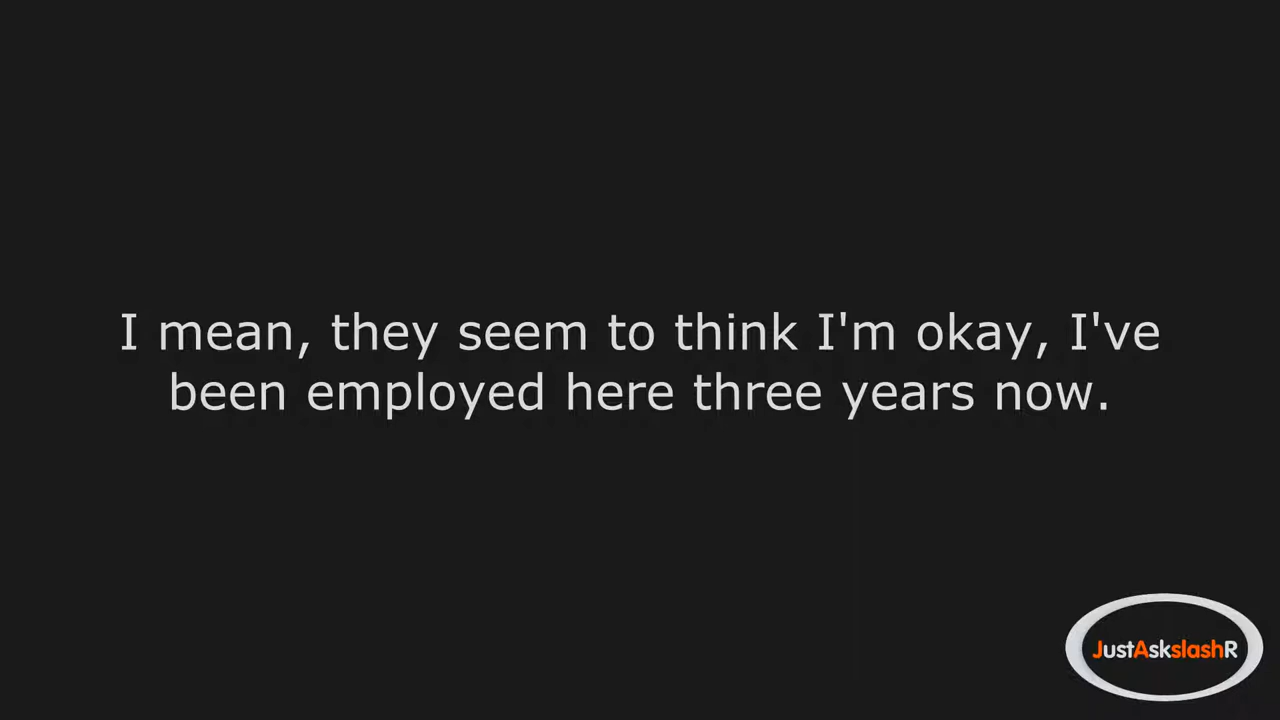 I mean, they seem to think I'm okay, I've
been employed here three years now.
JustAskslashR